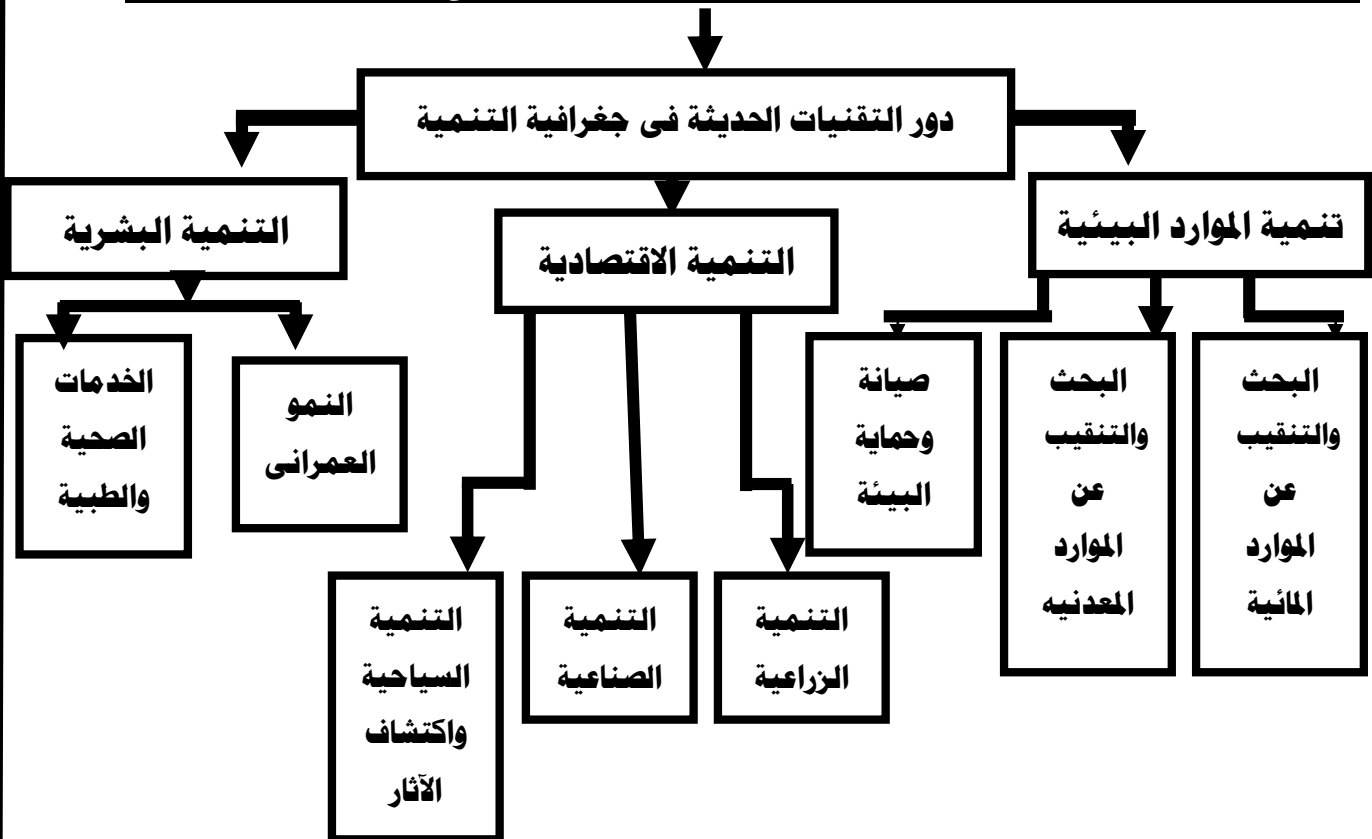 دور التقنيات الحديثة فى جغرافية التنمية
تنمية الموارد البيئية
التنمية الاقتصادية
التنمية البشرية
البحث
والتنقيب
عن
الموارد
المائية
البحث
والتنقيب
عن
الموارد
المعدنيه
صيانة
وحماية
البيئة
التنمية
الزراعية
التنمية
الصناعية
التنمية
السياحية
واكتشاف
الآثار
النمو
العمرانى
الخدمات
الصحية
والطبية